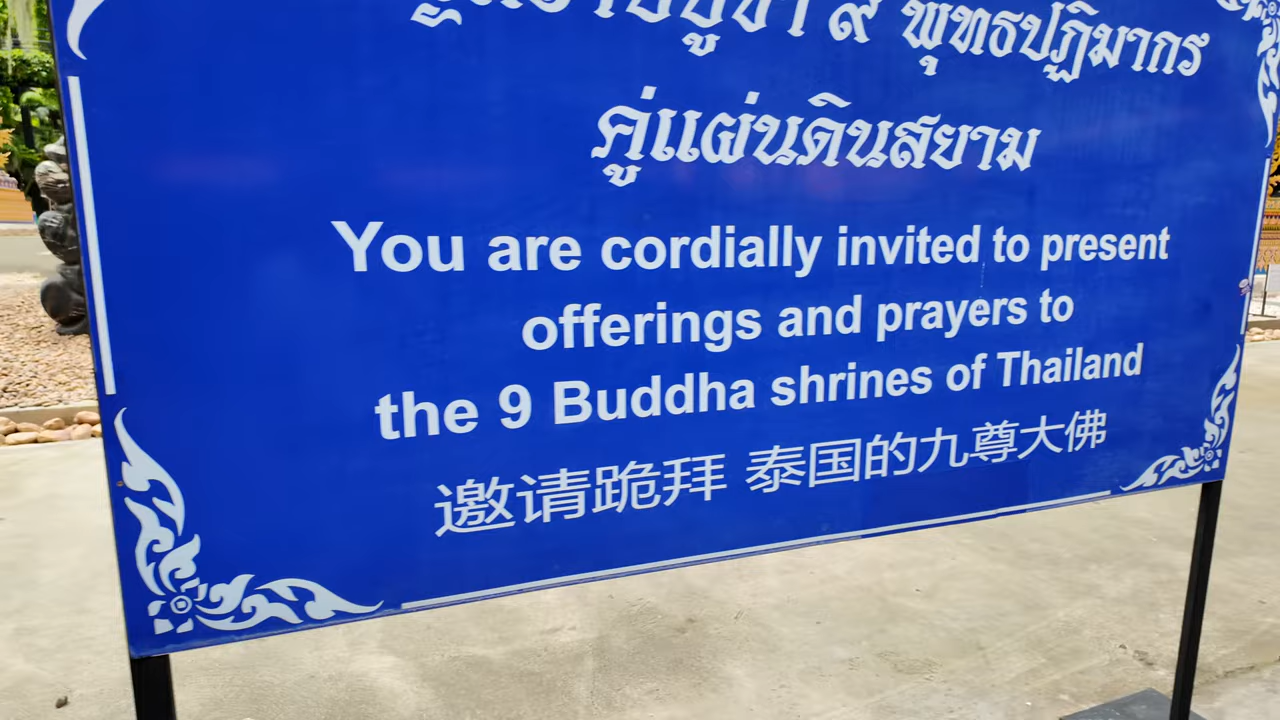 ๙ พุทธปฏิมากร
คู่แผ่นดินสยาม
You are cordially invited to present
offerings and prayers to
the 9 Buddha shrines of Thailand
邀请跪拜 泰国的九尊大佛